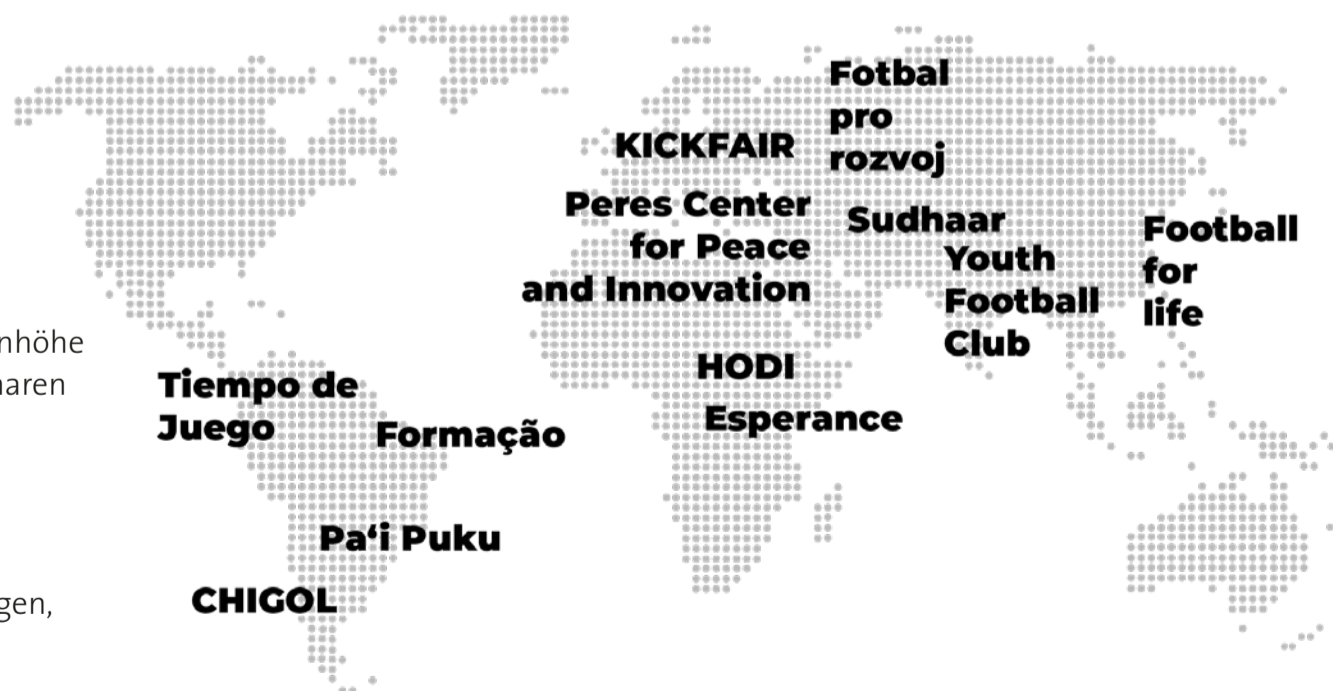 Fotbal
pro
rozvoj
KICKFAIR
Peres Center
for Peace
and Innovation
Sudhaar
Youth
Football
Club
Football
for
life
nhöhe
naren
Tiempo de
Juego
Formação
HODI
Esperance
Pa‘i Puku
CHIGOL
gen,